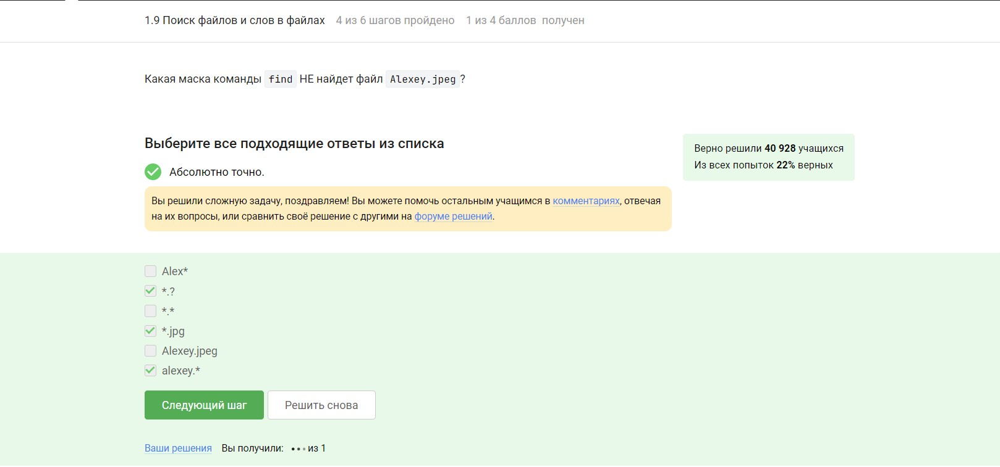 1.9 Поиск файлов и слов в файлах 4 из 6 шагов пройдено 1 из 4 баллов получен
Какая маска команды find НЕ найдет файл Alexey.jpeg?
Выберите все подходящие ответы из списка
Верно решили 40 928 учащихся
Из всех попыток 22% верных
Абсолютно точно.
Вы решили сложную задачу, поздравляем! Вы можете помочь остальным учащимся в комментариях, отвечая
на их вопросы, или сравнить своё решение с другими на форуме решений.
Alex*
*.?
*.*
*.jpg
Alexey.jpeg
alexey.*
Следующий шаг
Решить снова
Ваши решения Вы получили: ••• из 1